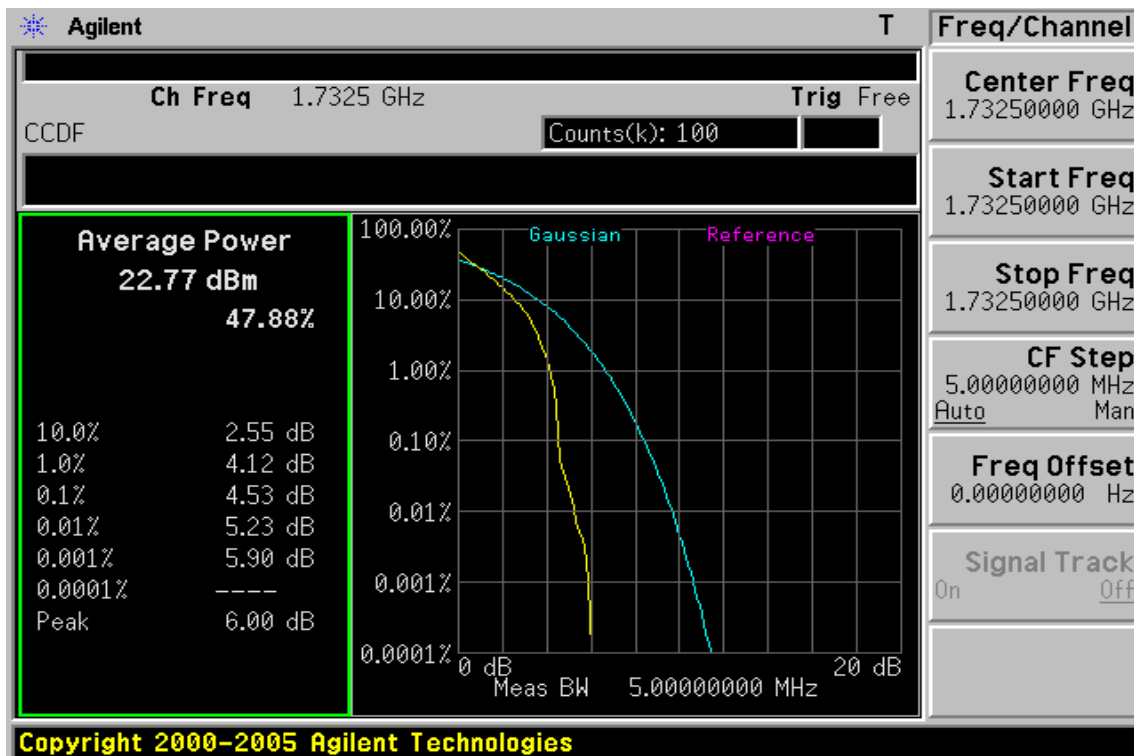 Agilent T
Ch Freq 1.7325 GHz Trig Free
CCDF Counts(k): 100
Average Power
22.77 dBm
47.88%
10.0% 2.55 dB
1.0% 4.12 dB
0.1% 4.53 dB
0.01% 5.23 dB
0.001% 5.90 dB
0.0001% ----
Peak 6.00 dB
Gaussian Reference
100.00%
10.00%
1.00%
0.10%
0.01%
0.001%
0.0001%
0 dB 20 dB
Meas BW 5.00000000 MHz
Freq/Channel
Center Freq
1.73250000 GHz
Start Freq
1.73250000 GHz
Stop Freq
1.73250000 GHz
CF Step
5.00000000 MHz
Auto Man
Freq Offset
0.00000000 Hz
Signal Track
On Off
Copyright 2000-2005 Agilent Technologies